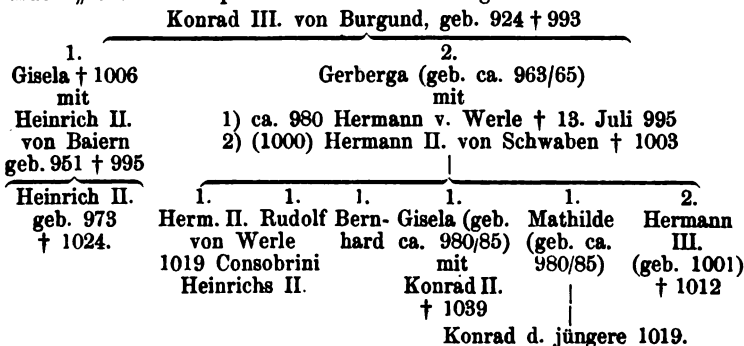 Konrad III. von Burgund, geb. 924 † 993
1. 2.
Gisela † 1006 Gerberga (geb. ca. 963/65)
mit mit
Heinrich II. 1) ca. 980 Hermann v. Werle † 13. Juli 995
von Baiern 2) (1000) Hermann II. von Schwaben † 1003
geb. 951 † 995
Heinrich II. 1. 1. 1. 1. 1. 2.
geb. 973 Herm. II. Rudolf Bern- Gisela (geb. Mathilde Hermann
† 1024. von Werle hard ca. 980/85) (geb. ca. III.
1019 Consobrini mit 980/85) (geb. 1001)
Heinrichs II. Konrad II. † 1012
† 1039
Konrad d. jüngere 1019.